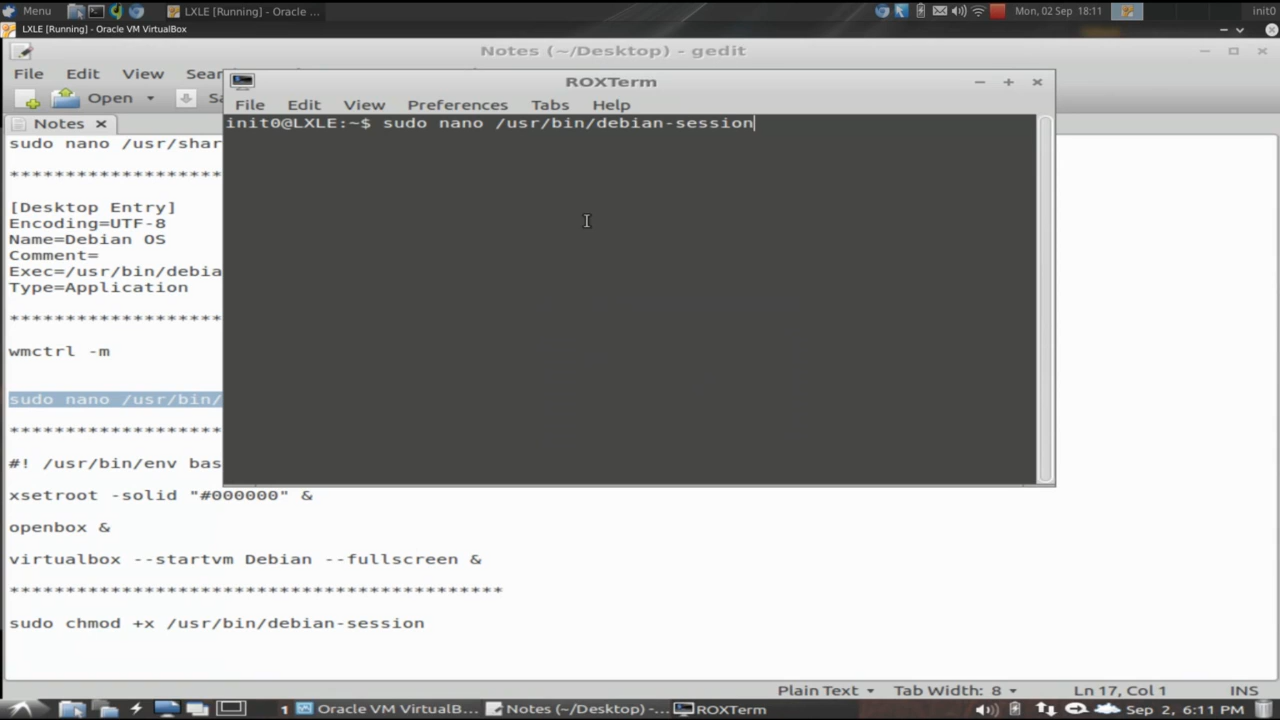 Menu LXLE [Running] - Oracle ... Mon, 02 Sep 18:11 init0
LXLE [Running] - Oracle VM VirtualBox
Notes (~/Desktop) - gedit
File Edit View Sear
Open Sa
Notes
ROXTerm
File Edit View Preferences Tabs Help
init0@LXLE:~$ sudo nano /usr/bin/debian-session
sudo nano /usr/shar
*******************
[Desktop Entry]
Encoding=UTF-8
Name=Debian OS
Comment=
Exec=/usr/bin/debia
Type=Application
*******************
wmctrl -m
sudo nano /usr/bin/
*******************
#! /usr/bin/env bas
xsetroot -solid "#000000" &
openbox &
virtualbox --startvm Debian --fullscreen &
********************************************
sudo chmod +x /usr/bin/debian-session
Plain Text Tab Width: 8 Ln 17, Col 1 INS
1 Oracle VM VirtualB... Notes (~/Desktop) -... ROXTerm Sep 2, 6:11 PM